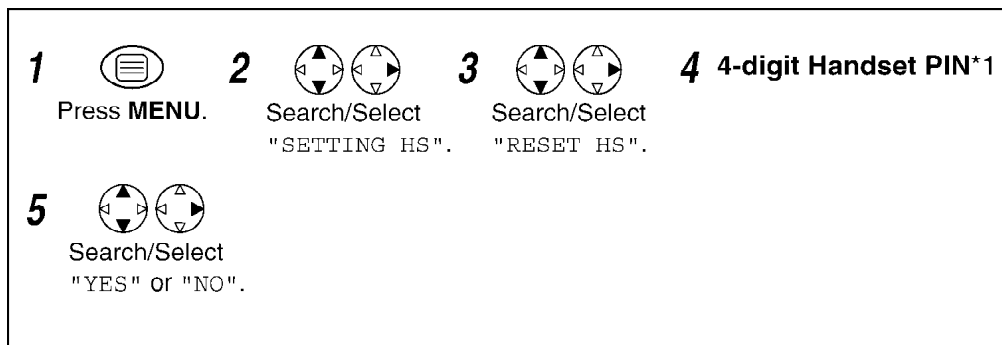 1 2 3 4 4-digit Handset PIN*1
Press MENU. Search/Select Search/Select
"SETTING HS". "RESET HS".
5
Search/Select
"YES" or "NO".